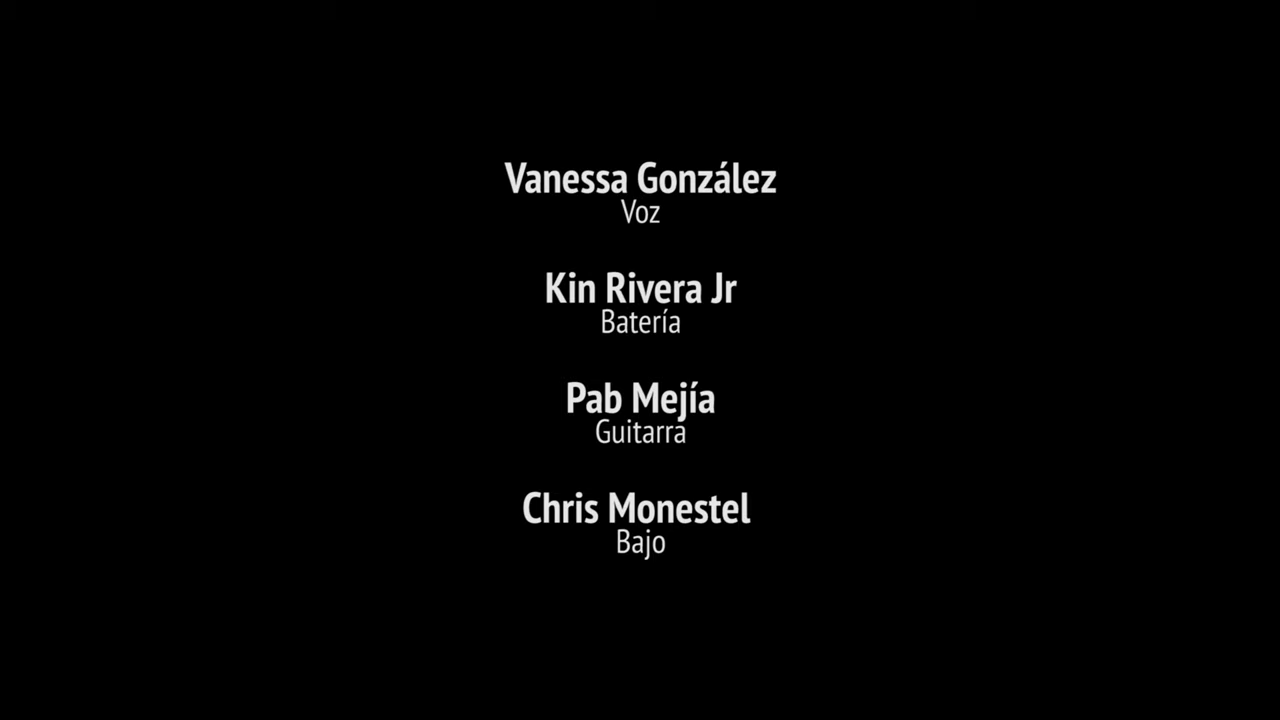 Vanessa González
Voz
Kin Rivera Jr
Batería
Pab Mejía
Guitarra
Chris Monestel
Bajo